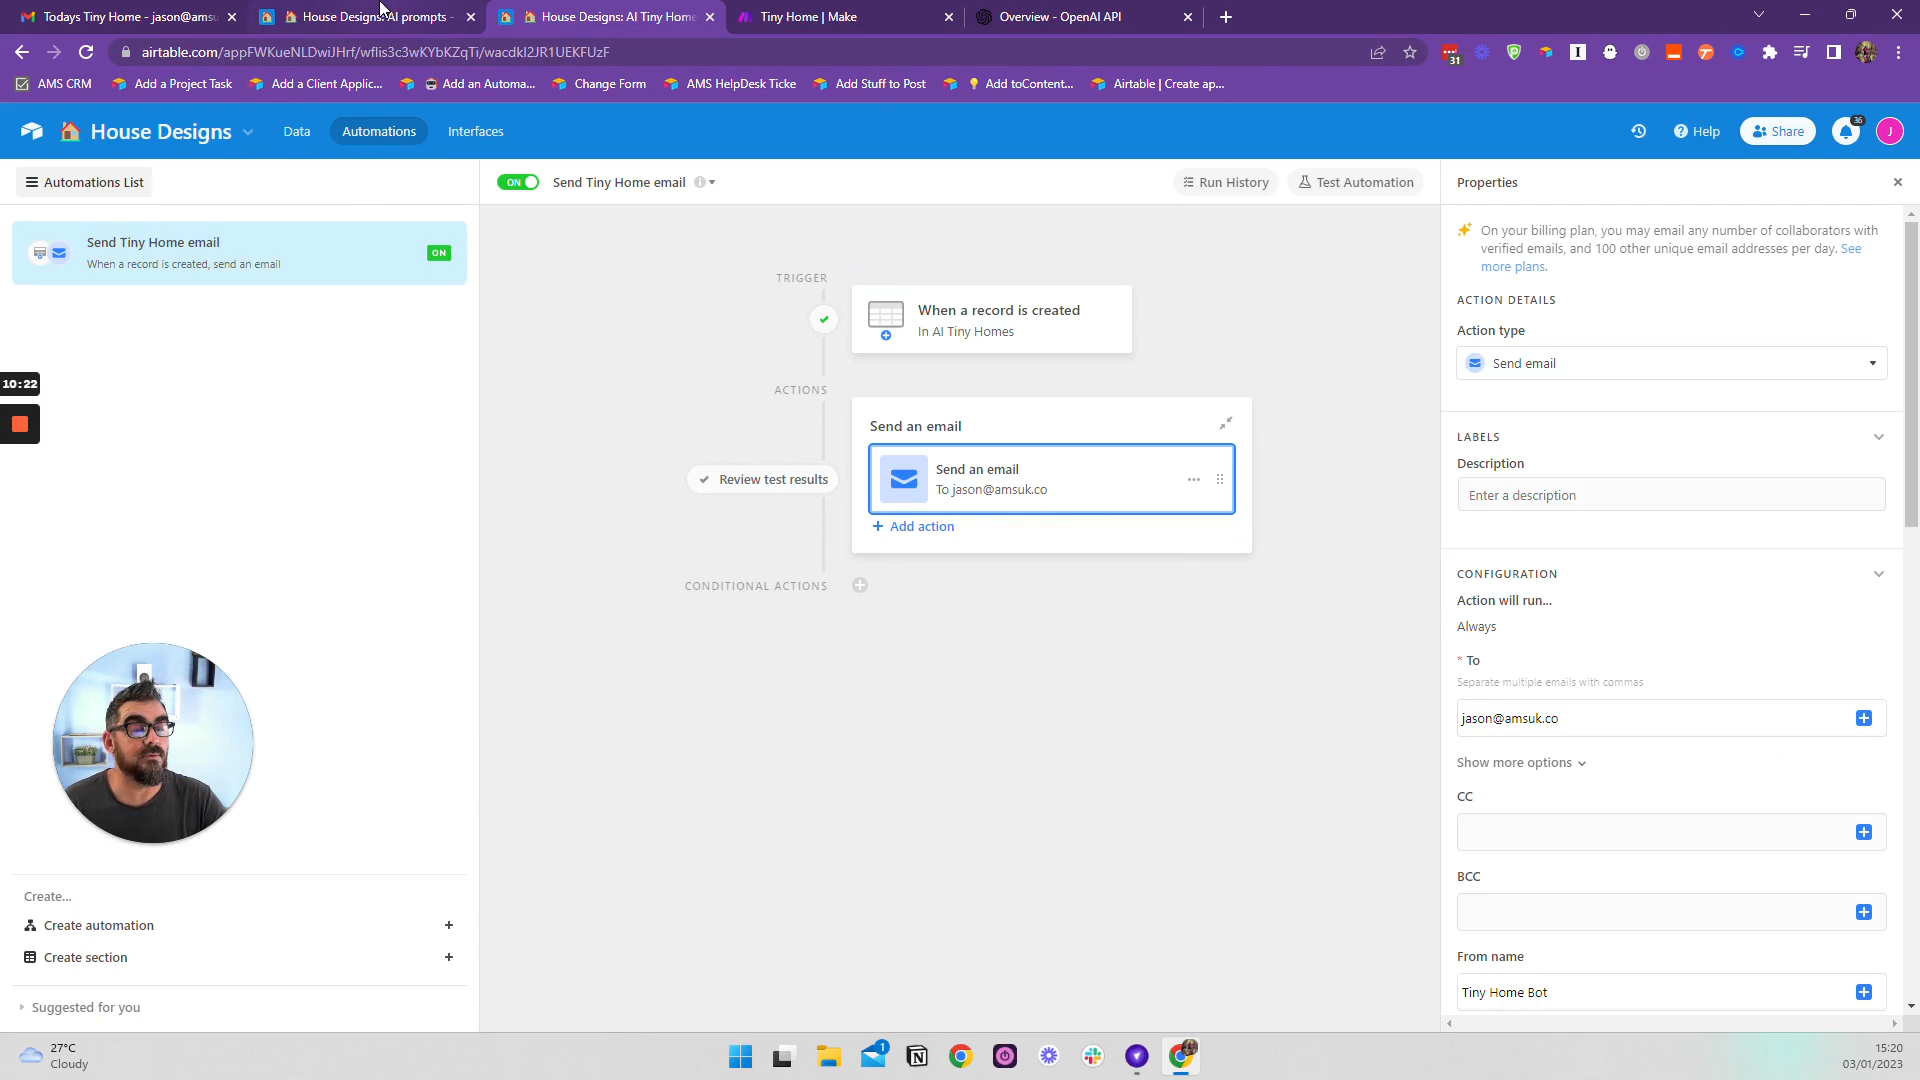 Todays Tiny Home - jason@amsu
House Designs: AI prompts -
House Designs: AI Tiny Home
Tiny Home | Make
Overview - OpenAI API
airtable.com/appFWKueNLDwiJHrf/wflis3c3wKYbKZqTi/wacdkI2JR1UEKFUzF
31
AMS CRM
Add a Project Task
Add a Client Applic...
Add an Automa...
Change Form
AMS HelpDesk Ticke
Add Stuff to Post
Add toContent...
Airtable | Create ap...
House Designs
Data
Automations
Interfaces
Help
Share
36
J
Automations List
ON
Send Tiny Home email
Run History
Test Automation
Properties
Send Tiny Home email
When a record is created, send an email
ON
TRIGGER
When a record is created
In AI Tiny Homes
ACTIONS
Send an email
Send an email
To jason@amsuk.co
Review test results
+ Add action
CONDITIONAL ACTIONS
On your billing plan, you may email any number of collaborators with
verified emails, and 100 other unique email addresses per day. See
more plans.
ACTION DETAILS
Action type
Send email
LABELS
Description
Enter a description
CONFIGURATION
Action will run...
Always
* To
Separate multiple emails with commas
jason@amsuk.co
Show more options
CC
BCC
From name
Tiny Home Bot
10:22
Create...
Create automation
Create section
Suggested for you
27°C
Cloudy
1
15:20
03/01/2023